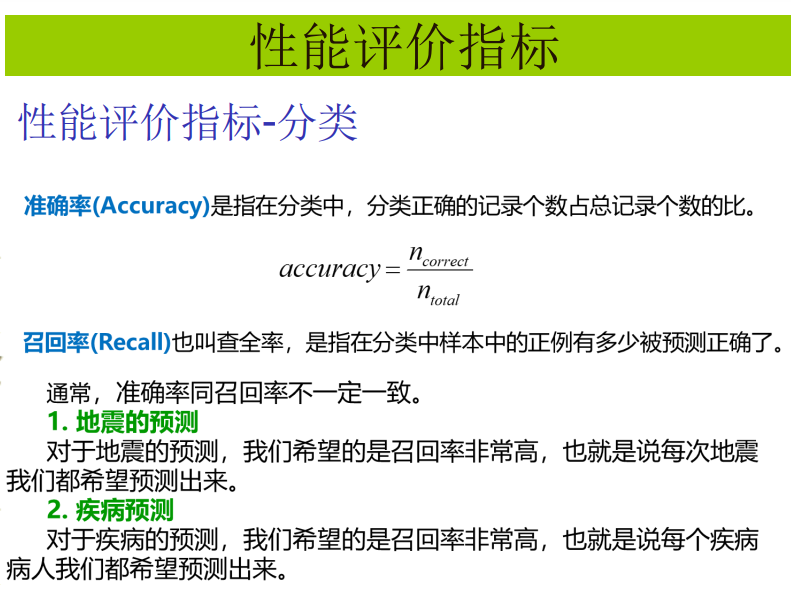 性能评价指标
性能评价指标-分类
准确率(Accuracy)是指在分类中，分类正确的记录个数占总记录个数的比。
accuracy = n_correct / n_total
召回率(Recall)也叫查全率，是指在分类中样本中的正例有多少被预测正确了。
通常，准确率同召回率不一定一致。
1. 地震的预测
对于地震的预测，我们希望的是召回率非常高，也就是说每次地震
我们都希望预测出来。
2. 疾病预测
对于疾病的预测，我们希望的是召回率非常高，也就是说每个疾病
病人我们都希望预测出来。